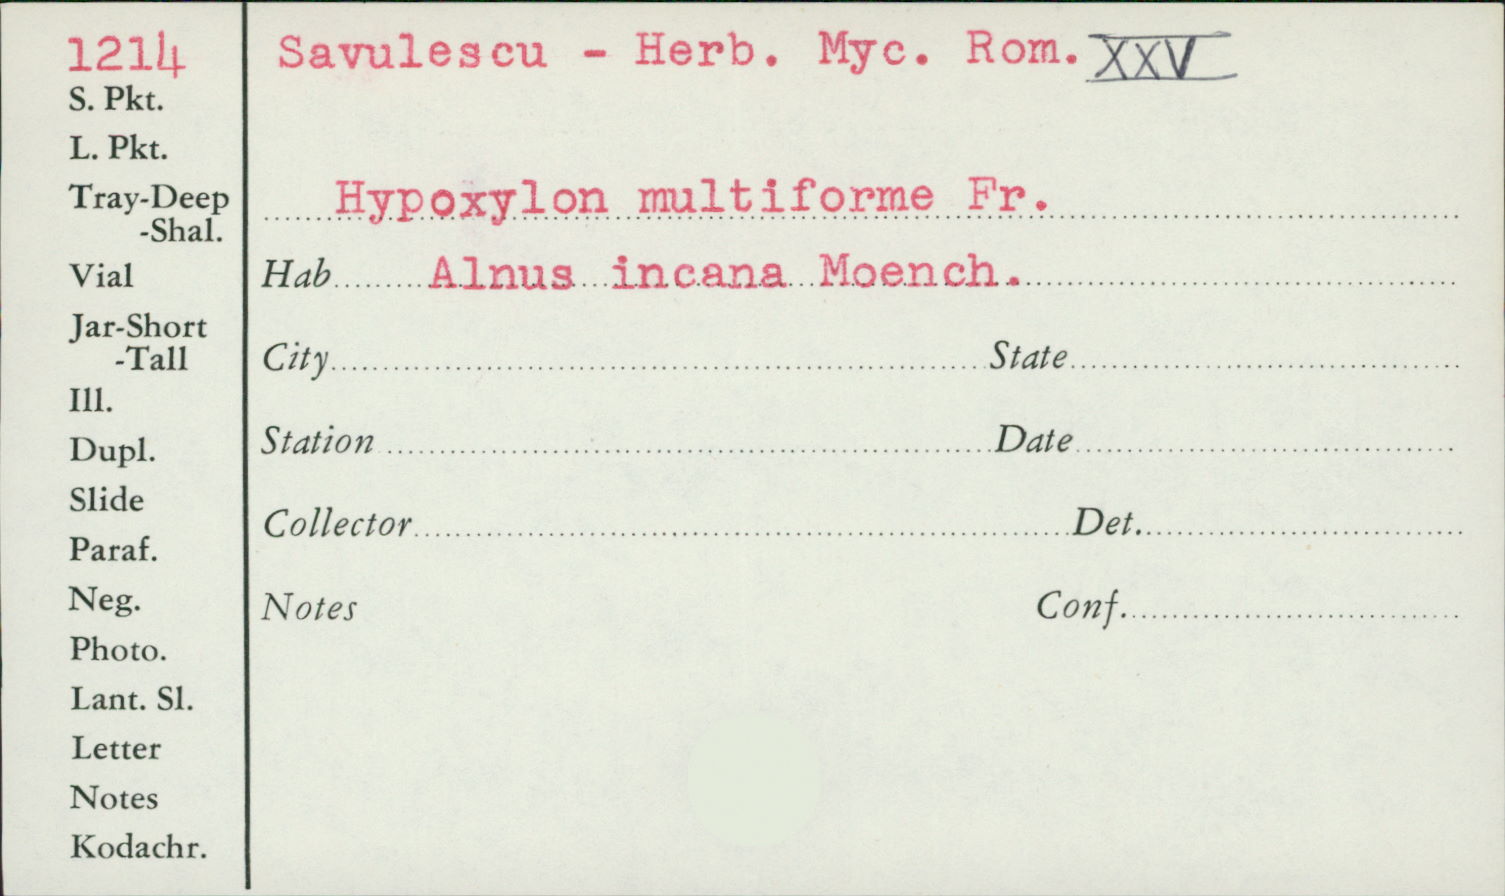 1214
S. Pkt.
L. Pkt.
Tray-Deep
-Shal.
Vial
Jar-Short
-Tall
Ill.
Dupl.
Slide
Paraf.
Neg.
Photo.
Lant. Sl.
Letter
Notes
Kodachr.
Savulescu - Herb. Myc. Rom. XXV
Hypoxylon multiforme Fr.
Hab Alnus incana Moench.
City State
Station Date
Collector Det.
Notes Conf.